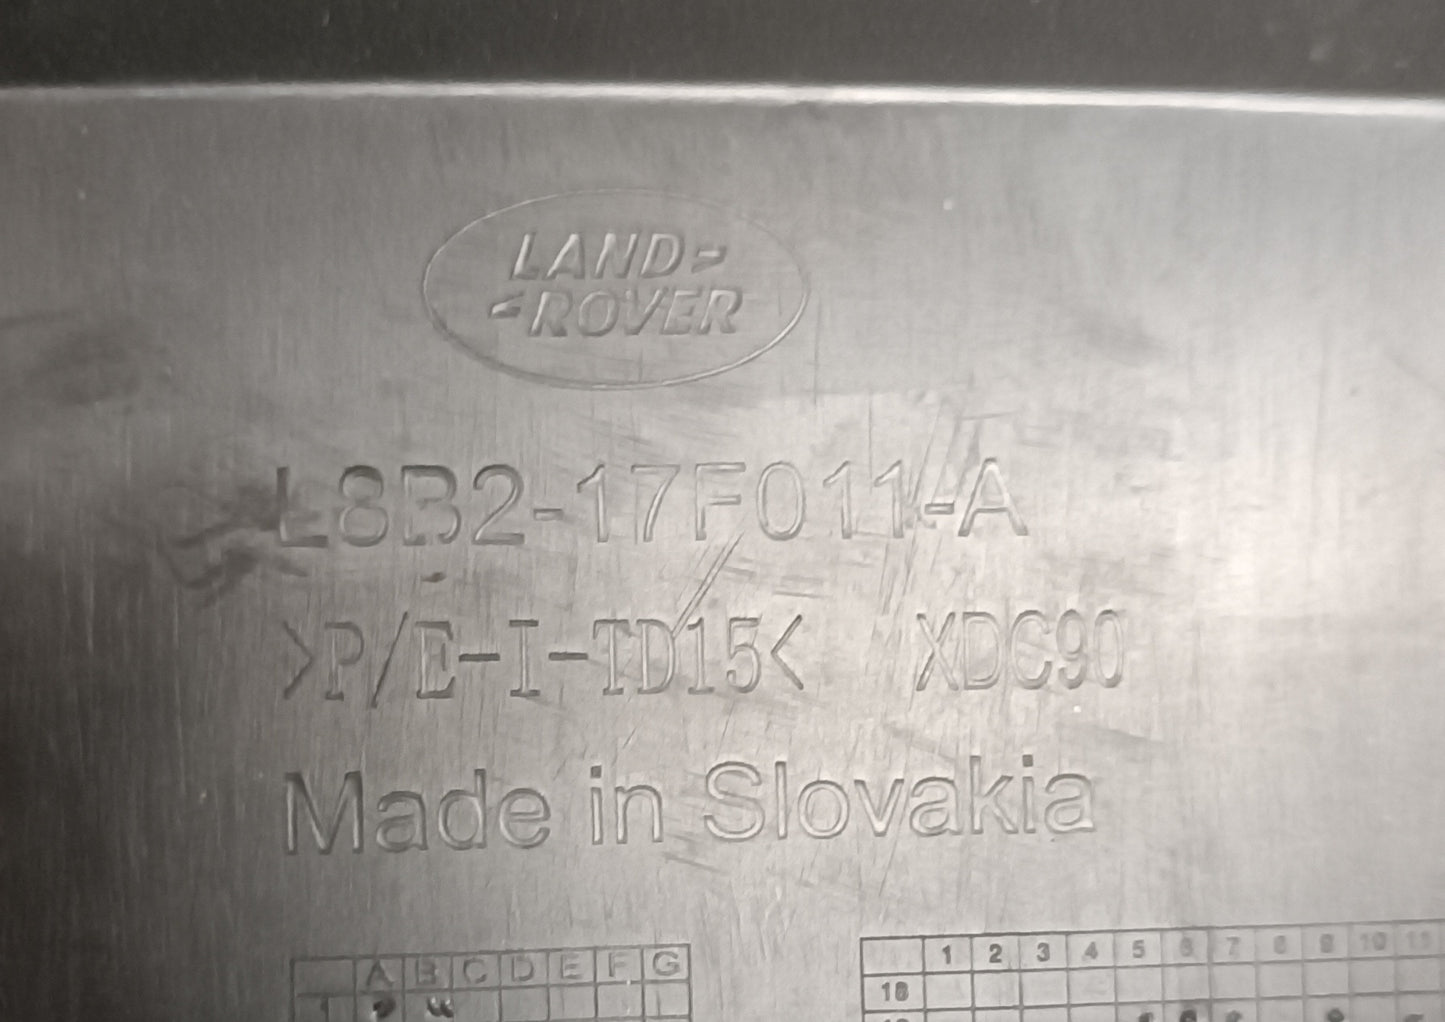 LAND-
-ROVER
L8B2-17F011-A
>P/E-I-TD15< XDC90
Made in Slovakia
A B C D E F G
1
1 2 3 4 5 6 7 8 9 10 11
18